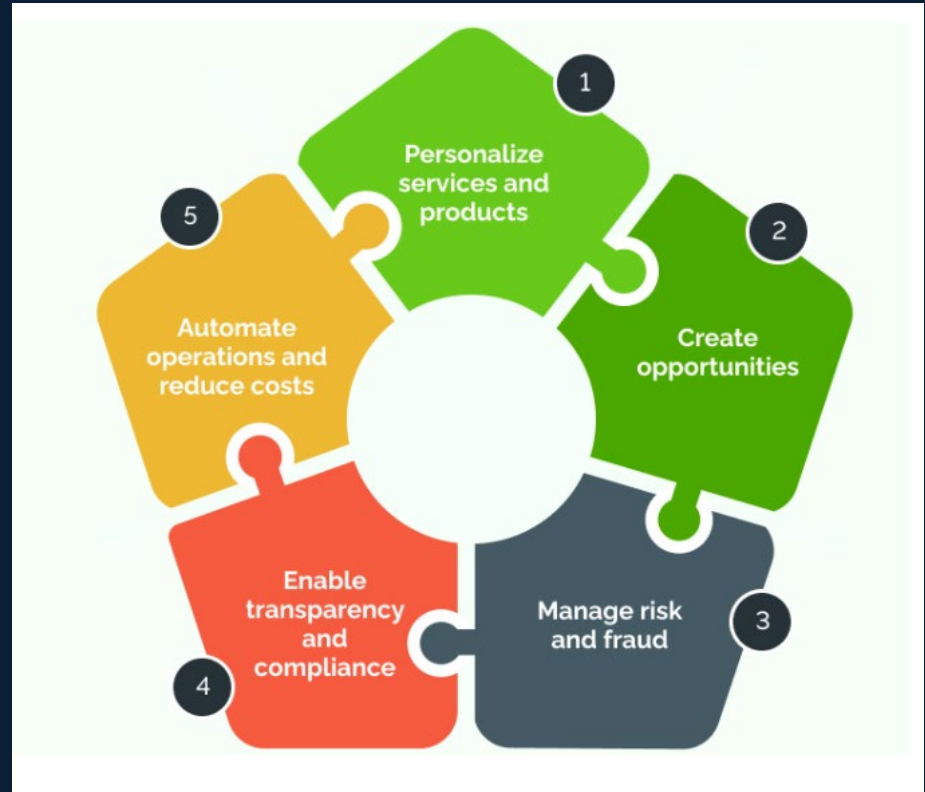 1
Personalize
services and
products
2
Create
opportunities
3
Manage risk
and fraud
4
Enable
transparency
and
compliance
5
Automate
operations and
reduce costs